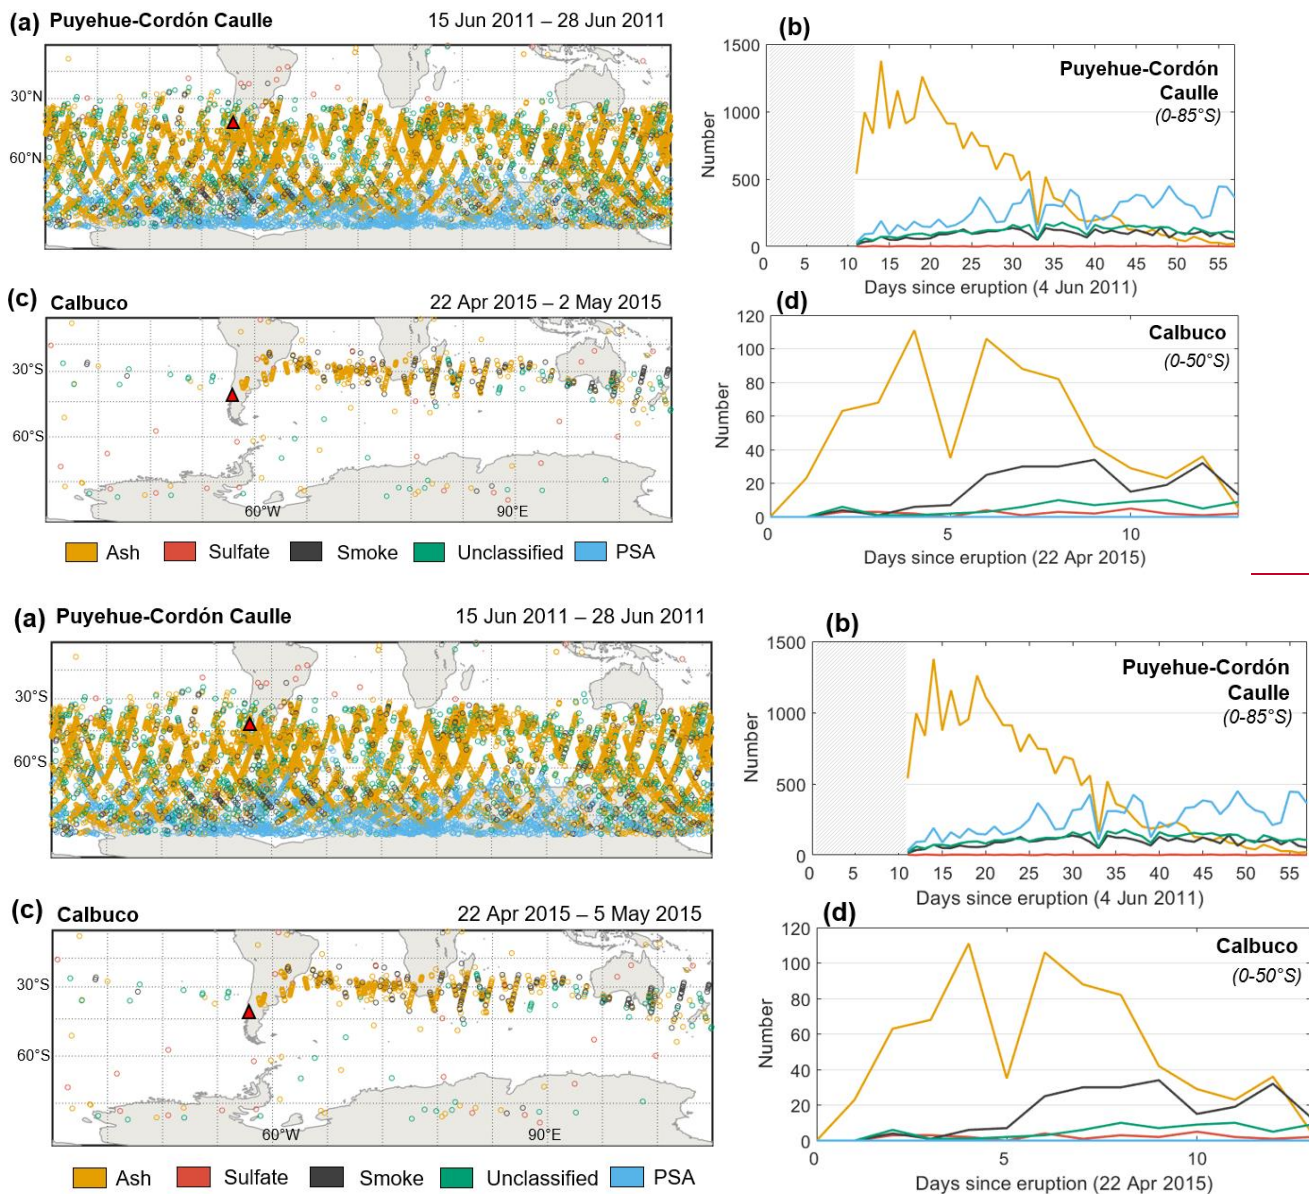 (a) Puyehue-Cordón Caulle 15 Jun 2011 – 28 Jun 2011
30°N
60°N
(b)
Puyehue-Cordón
Caulle
(0-85°S)
Number
1500
1000
500
0
0 5 10 15 20 25 30 35 40 45 50 55
Days since eruption (4 Jun 2011)
(c) Calbuco 22 Apr 2015 – 2 May 2015
30°S
60°S
60°W 90°E
(d)
Calbuco
(0-50°S)
Number
120
100
80
60
40
20
0
0 5 10
Days since eruption (22 Apr 2015)
Ash Sulfate Smoke Unclassified PSA
(a) Puyehue-Cordón Caulle 15 Jun 2011 – 28 Jun 2011
30°S
60°S
(b)
Puyehue-Cordón
Caulle
(0-85°S)
Number
1500
1000
500
0
0 5 10 15 20 25 30 35 40 45 50 55
Days since eruption (4 Jun 2011)
(c) Calbuco 22 Apr 2015 – 5 May 2015
30°S
60°S
60°W 90°E
(d)
Calbuco
(0-50°S)
Number
120
100
80
60
40
20
0
0 5 10
Days since eruption (22 Apr 2015)
Ash Sulfate Smoke Unclassified PSA